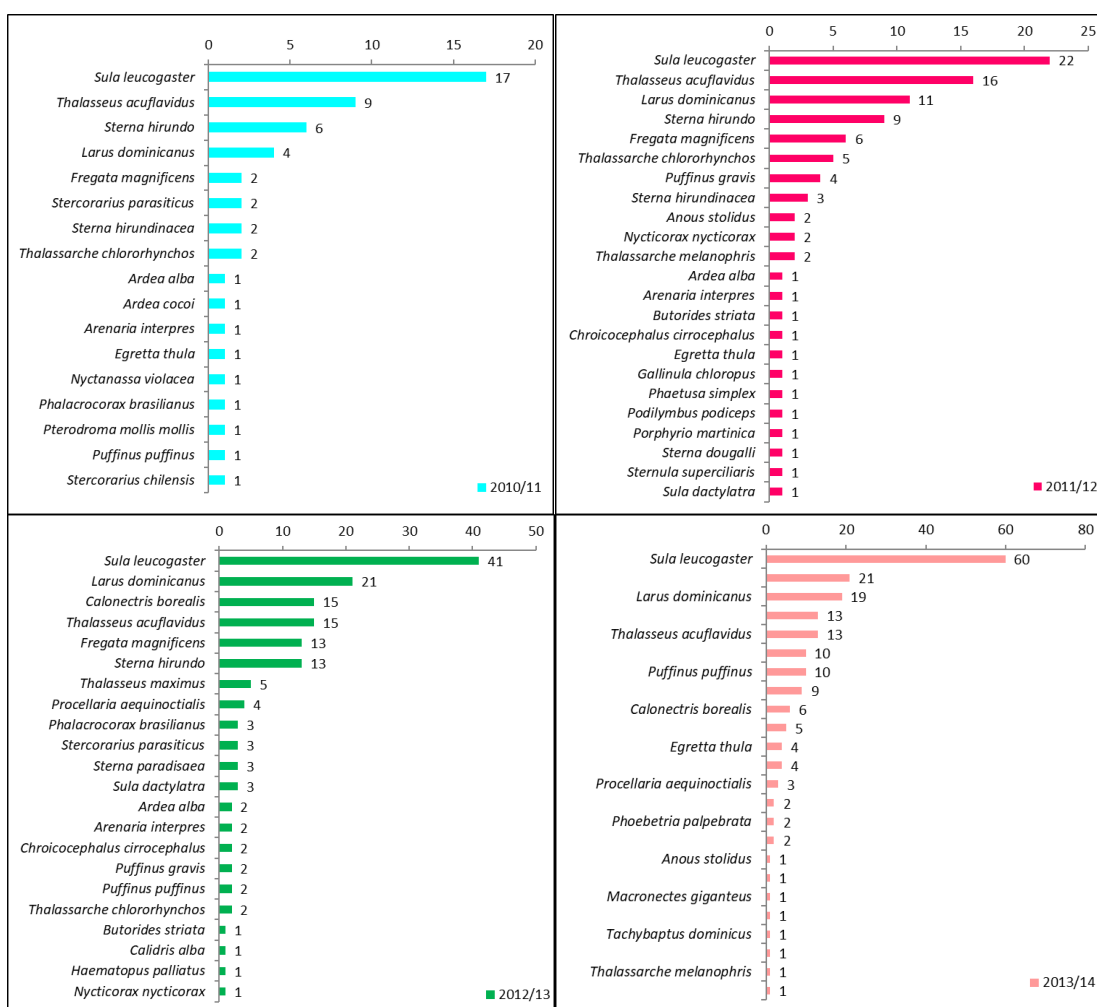 0 5 10 15 20
Sula leucogaster 17
Thalasseus acuflavidus 9
Sterna hirundo 6
Larus dominicanus 4
Fregata magnificens 2
Stercorarius parasiticus 2
Sterna hirundinacea 2
Thalassarche chlororhynchos 2
Ardea alba 1
Ardea cocoi 1
Arenaria interpres 1
Egretta thula 1
Nyctanassa violacea 1
Phalacrocorax brasilianus 1
Pterodroma mollis mollis 1
Puffinus puffinus 1
Stercorarius chilensis 1
2010/11
0 5 10 15 20 25
Sula leucogaster 22
Thalasseus acuflavidus 16
Larus dominicanus 11
Sterna hirundo 9
Fregata magnificens 6
Thalassarche chlororhynchos 5
Puffinus gravis 4
Sterna hirundinacea 3
Anous stolidus 2
Nycticorax nycticorax 2
Thalassarche melanophris 2
Ardea alba 1
Arenaria interpres 1
Butorides striata 1
Chroicocephalus cirrocephalus 1
Egretta thula 1
Gallinula chloropus 1
Phaetusa simplex 1
Podilymbus podiceps 1
Porphyrio martinica 1
Sterna dougalli 1
Sternula superciliaris 1
Sula dactylatra 1
2011/12
0 10 20 30 40 50
Sula leucogaster 41
Larus dominicanus 21
Calonectris borealis 15
Thalasseus acuflavidus 15
Fregata magnificens 13
Sterna hirundo 13
Thalasseus maximus 5
Procellaria aequinoctialis 4
Phalacrocorax brasilianus 3
Stercorarius parasiticus 3
Sterna paradisaea 3
Sula dactylatra 3
Ardea alba 2
Arenaria interpres 2
Chroicocephalus cirrocephalus 2
Puffinus gravis 2
Puffinus puffinus 2
Thalassarche chlororhynchos 2
Butorides striata 1
Calidris alba 1
Haematopus palliatus 1
Nycticorax nycticorax 1
2012/13
0 20 40 60 80
Sula leucogaster 60
21
Larus dominicanus 19
13
Thalasseus acuflavidus 13
10
Puffinus puffinus 10
9
Calonectris borealis 6
5
Egretta thula 4
4
Procellaria aequinoctialis 3
2
Phoebetria palpebrata 2
2
Anous stolidus 1
1
Macronectes giganteus 1
1
Tachybaptus dominicus 1
1
Thalassarche melanophris 1
1
2013/14